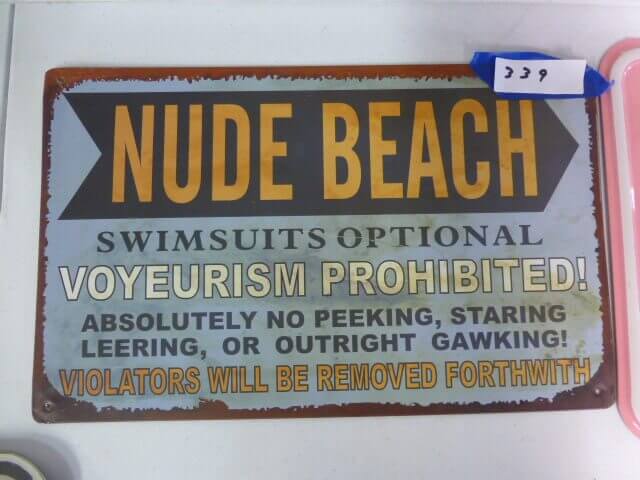 339
NUDE BEACH
SWIMSUITS OPTIONAL
VOYEURISM PROHIBITED!
ABSOLUTELY NO PEEKING, STARING
LEERING, OR OUTRIGHT GAWKING!
VIOLATORS WILL BE REMOVED FORTHWITH